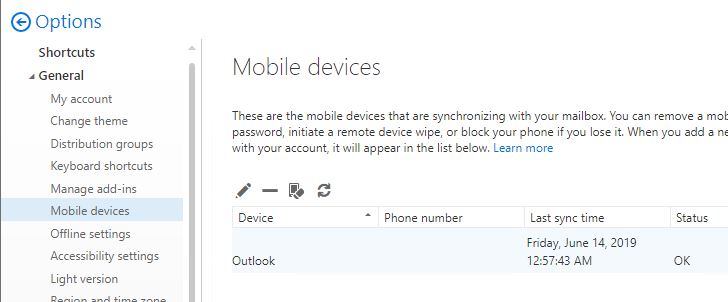 Options
Shortcuts
General
My account
Change theme
Distribution groups
Keyboard shortcuts
Manage add-ins
Mobile devices
Offline settings
Accessibility settings
Light version
Region and time zone
Mobile devices
These are the mobile devices that are synchronizing with your mailbox. You can remove a mob
password, initiate a remote device wipe, or block your phone if you lose it. When you add a ne
with your account, it will appear in the list below. Learn more
Device Phone number Last sync time Status
Friday, June 14, 2019
Outlook 12:57:43 AM OK